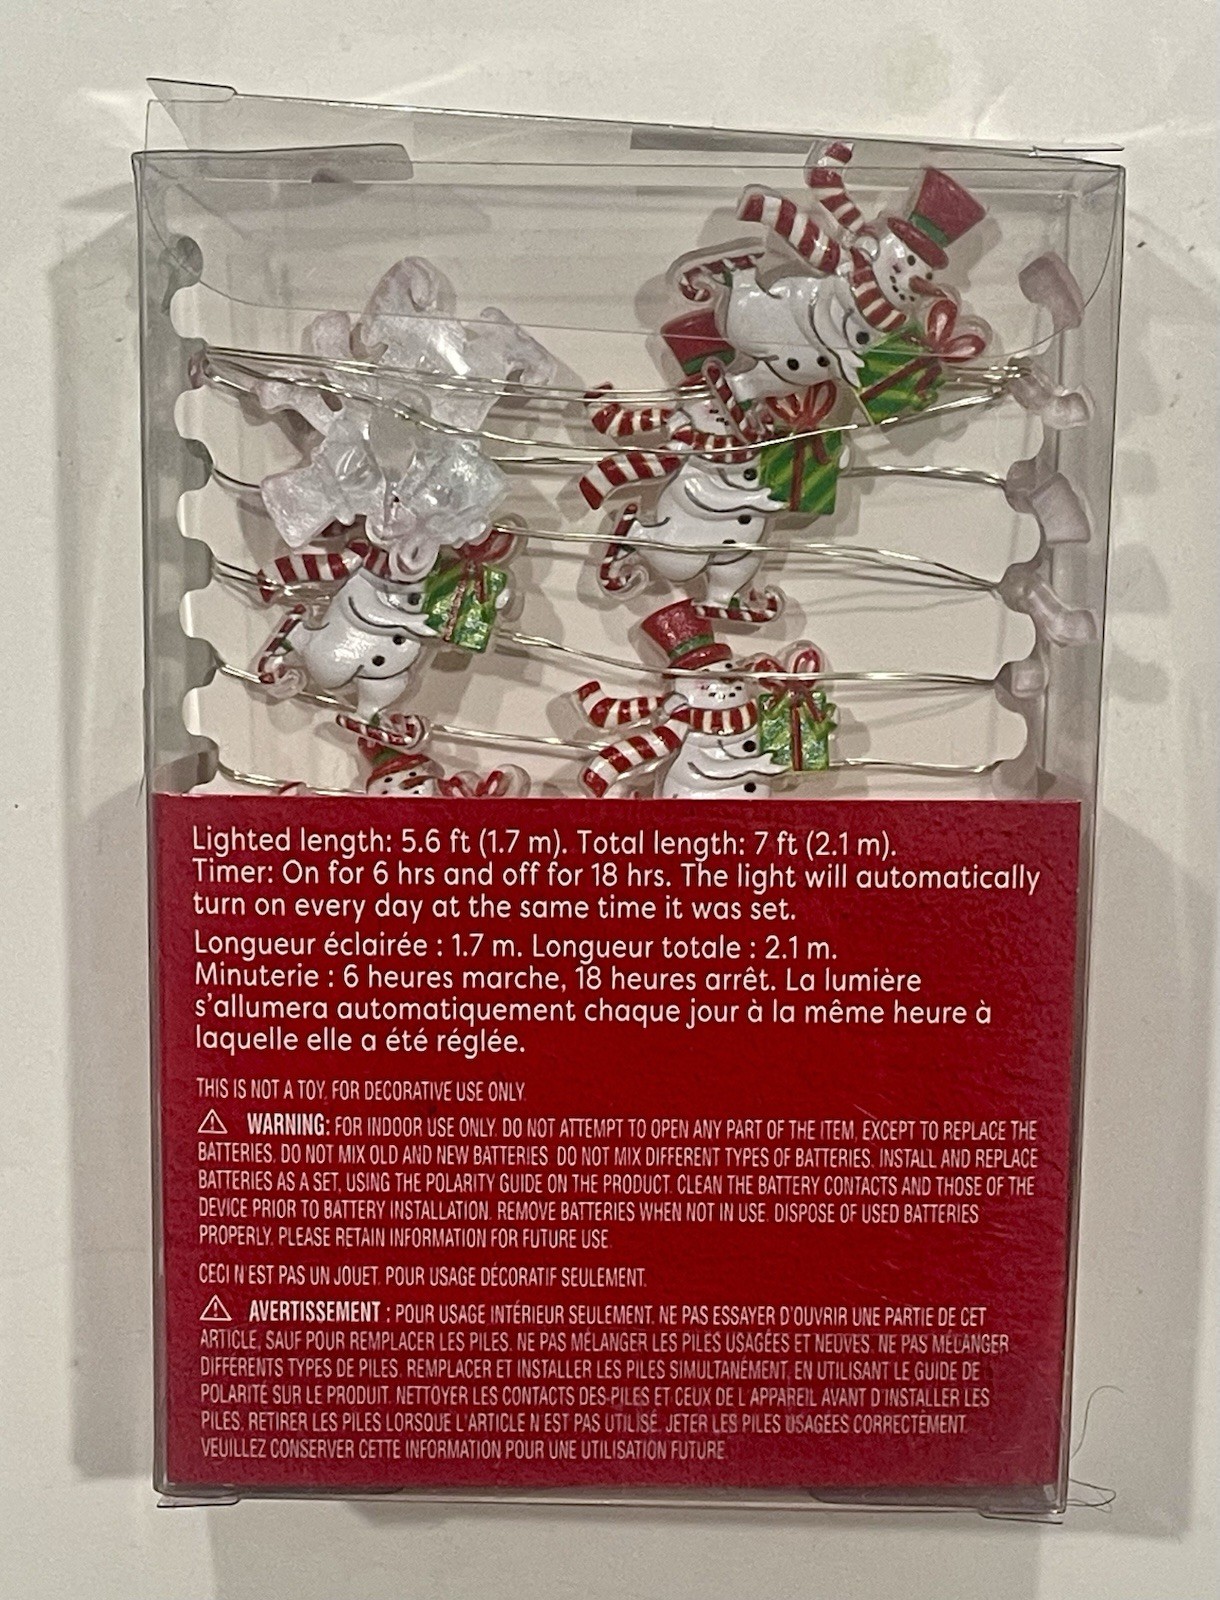 Lighted length: 5.6 ft (1.7 m). Total length: 7 ft (2.1 m).
Timer: On for 6 hrs and off for 18 hrs. The light will automatically
turn on every day at the same time it was set.
Longueur éclairée : 1.7 m. Longueur totale : 2.1 m.
Minuterie : 6 heures marche, 18 heures arrêt. La lumière
s'allumera automatiquement chaque jour à la même heure à
laquelle elle a été réglée.
THIS IS NOT A TOY. FOR DECORATIVE USE ONLY.
⚠ WARNING: FOR INDOOR USE ONLY. DO NOT ATTEMPT TO OPEN ANY PART OF THE ITEM, EXCEPT TO REPLACE THE
BATTERIES. DO NOT MIX OLD AND NEW BATTERIES. DO NOT MIX DIFFERENT TYPES OF BATTERIES. INSTALL AND REPLACE
BATTERIES AS A SET, USING THE POLARITY GUIDE ON THE PRODUCT. CLEAN THE BATTERY CONTACTS AND THOSE OF THE
DEVICE PRIOR TO BATTERY INSTALLATION. REMOVE BATTERIES WHEN NOT IN USE. DISPOSE OF USED BATTERIES
PROPERLY. PLEASE RETAIN INFORMATION FOR FUTURE USE.
CECI N'EST PAS UN JOUET. POUR USAGE DÉCORATIF SEULEMENT.
⚠ AVERTISSEMENT : POUR USAGE INTÉRIEUR SEULEMENT. NE PAS ESSAYER D'OUVRIR UNE PARTIE DE CET
ARTICLE, SAUF POUR REMPLACER LES PILES. NE PAS MÉLANGER LES PILES USAGÉES ET NEUVES. NE PAS MÉLANGER
DIFFÉRENTS TYPES DE PILES. REMPLACER ET INSTALLER LES PILES SIMULTANÉMENT, EN UTILISANT LE GUIDE DE
POLARITÉ SUR LE PRODUIT. NETTOYER LES CONTACTS DES PILES ET CEUX DE L'APPAREIL AVANT D'INSTALLER LES
PILES. RETIRER LES PILES LORSQUE L'ARTICLE N'EST PAS UTILISÉ. JETER LES PILES USAGÉES CORRECTEMENT.
VEUILLEZ CONSERVER CETTE INFORMATION POUR UNE UTILISATION FUTURE.